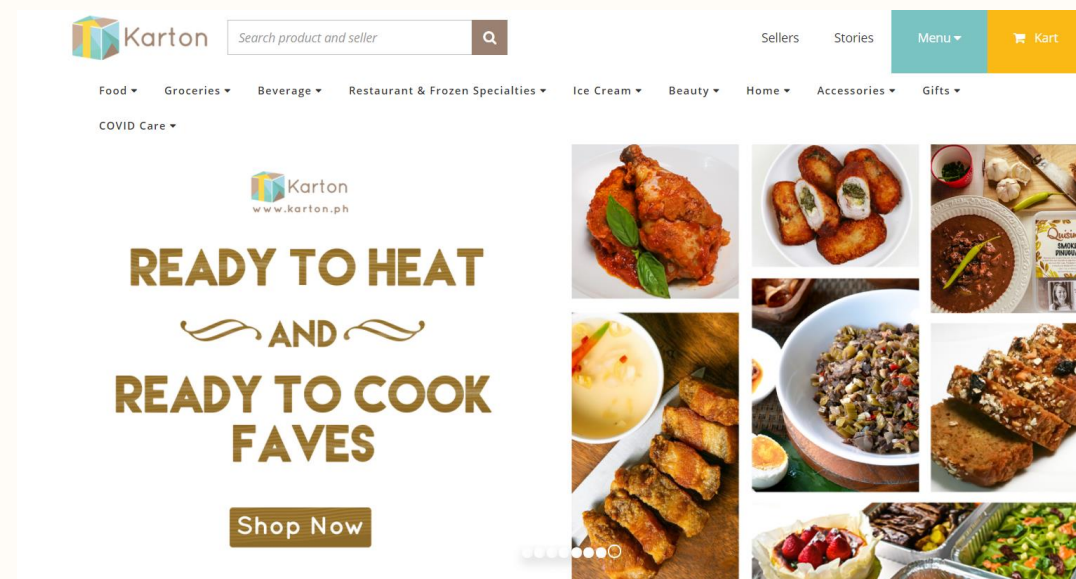 Karton
Search product and seller
Sellers
Stories
Menu
Kart
Food
Groceries
Beverage
Restaurant & Frozen Specialties
Ice Cream
Beauty
Home
Accessories
Gifts
COVID Care
Karton
www.karton.ph
READY TO HEAT
AND
READY TO COOK
FAVES
Shop Now